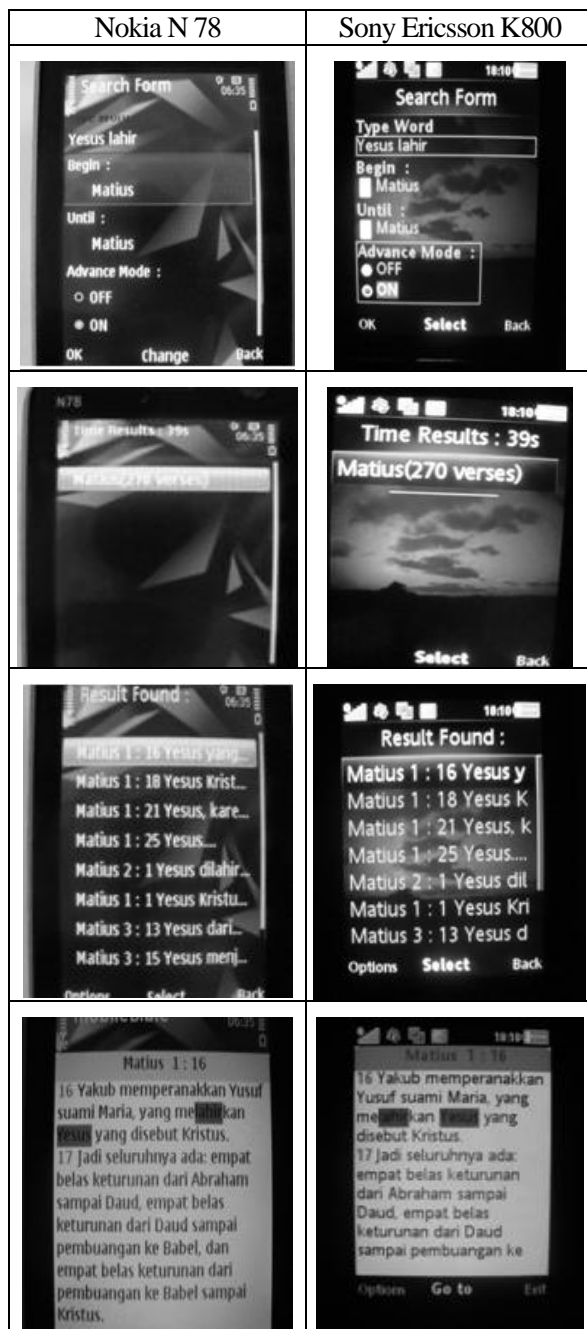 Nokia N 78
Sony Ericsson K800
Search Form
06:35
Yesus lahir
Begin :
Matius
Until :
Matius
Advance Mode :
OFF
ON
OK Change Back
18:10
Search Form
Type Word
Yesus lahir
Begin :
Matius
Until :
Matius
Advance Mode :
OFF
ON
OK Select Back
N78
Time Results : 39s
06:35
Matius(270 verses)
18:10
Time Results : 39s
Matius(270 verses)
Select Back
Result Found :
06:35
Matius 1 : 16 Yesus yang...
Matius 1 : 18 Yesus Krist...
Matius 1 : 21 Yesus, kare...
Matius 1 : 25 Yesus....
Matius 2 : 1 Yesus dilahir...
Matius 1 : 1 Yesus Kristu...
Matius 3 : 13 Yesus dari...
Matius 3 : 15 Yesus menj...
Options Select Back
18:10
Result Found :
Matius 1 : 16 Yesus y
Matius 1 : 18 Yesus K
Matius 1 : 21 Yesus, k
Matius 1 : 25 Yesus....
Matius 2 : 1 Yesus dil
Matius 1 : 1 Yesus Kri
Matius 3 : 13 Yesus d
Options Select Back
06:35
Matius 1 : 16
16 Yakub memperanakkan Yusuf
suami Maria, yang melahirkan
Yesus yang disebut Kristus.
17 Jadi seluruhnya ada: empat
belas keturunan dari Abraham
sampai Daud, empat belas
keturunan dari Daud sampai
pembuangan ke Babel, dan
empat belas keturunan dari
pembuangan ke Babel sampai
Kristus.
18:10
Matius 1 : 16
16 Yakub memperanakkan
Yusuf suami Maria, yang
melahirkan Yesus yang
disebut Kristus.
17 Jadi seluruhnya ada:
empat belas keturunan
dari Abraham sampai
Daud, empat belas
keturunan dari Daud
sampai pembuangan ke
Options Go to Exit